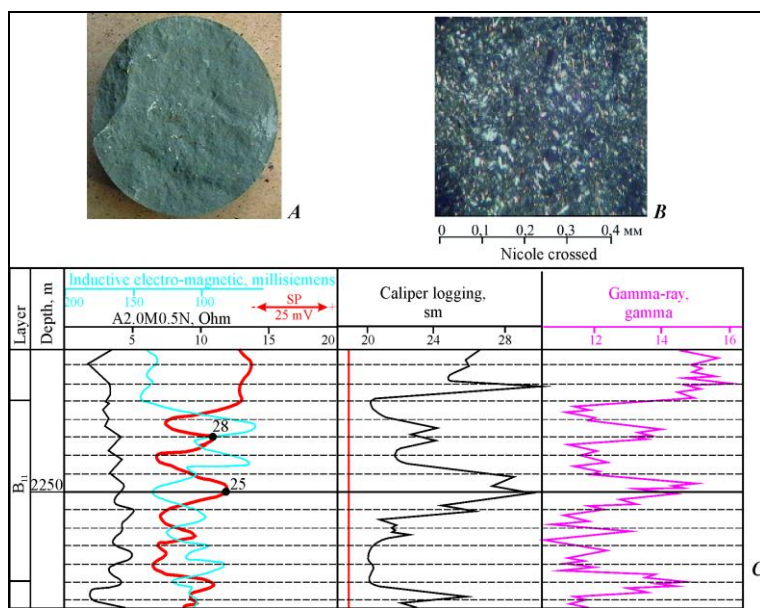 A
B
0 0,1 0,2 0,3 0,4 мм
Nicole crossed
Layer
Depth, m
Inductive electro-magnetic, millisiemens
200 100 0
SP
- +
25 mV
A2.0M0.5N, Ohm
5 10 15 20
Caliper logging,
sm
20 24 28
Gamma-ray,
gamma
12 14 16
28
25
B11
2250
C